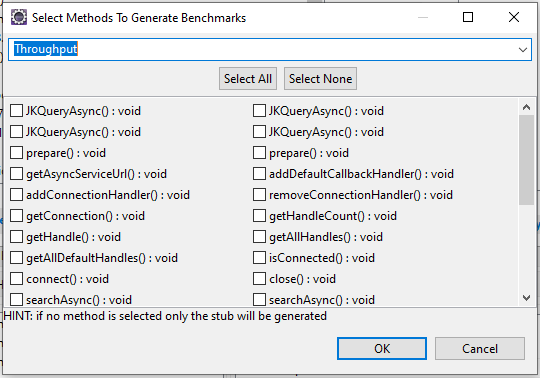 Select Methods To Generate Benchmarks
Throughput
Select All Select None
JKQueryAsync() : void JKQueryAsync() : void
JKQueryAsync() : void JKQueryAsync() : void
prepare() : void prepare() : void
getAsyncServiceUrl() : void addDefaultCallbackHandler() : void
addConnectionHandler() : void removeConnectionHandler() : void
getConnection() : void getHandleCount() : void
getHandle() : void getAllHandles() : void
getAllDefaultHandles() : void isConnected() : void
connect() : void close() : void
searchAsync() : void searchAsync() : void
HINT: if no method is selected only the stub will be generated
OK Cancel